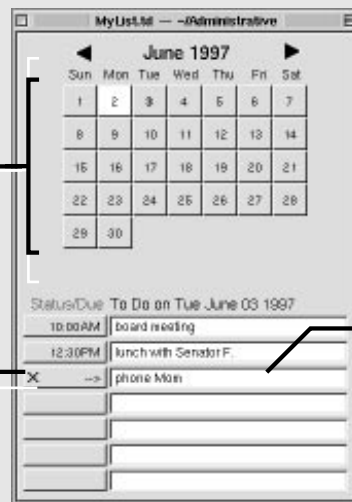 MyList.td — ~/Administrative
June 1997
Sun Mon Tue Wed Thu Fri Sat
1 2 3 4 5 6 7
8 9 10 11 12 13 14
15 16 17 18 19 20 21
22 23 24 25 26 27 28
29 30
Status/Due To Do on Tue June 03 1997
10:00AM board meeting
12:30PM lunch with Senator F.
X --> phone Mom